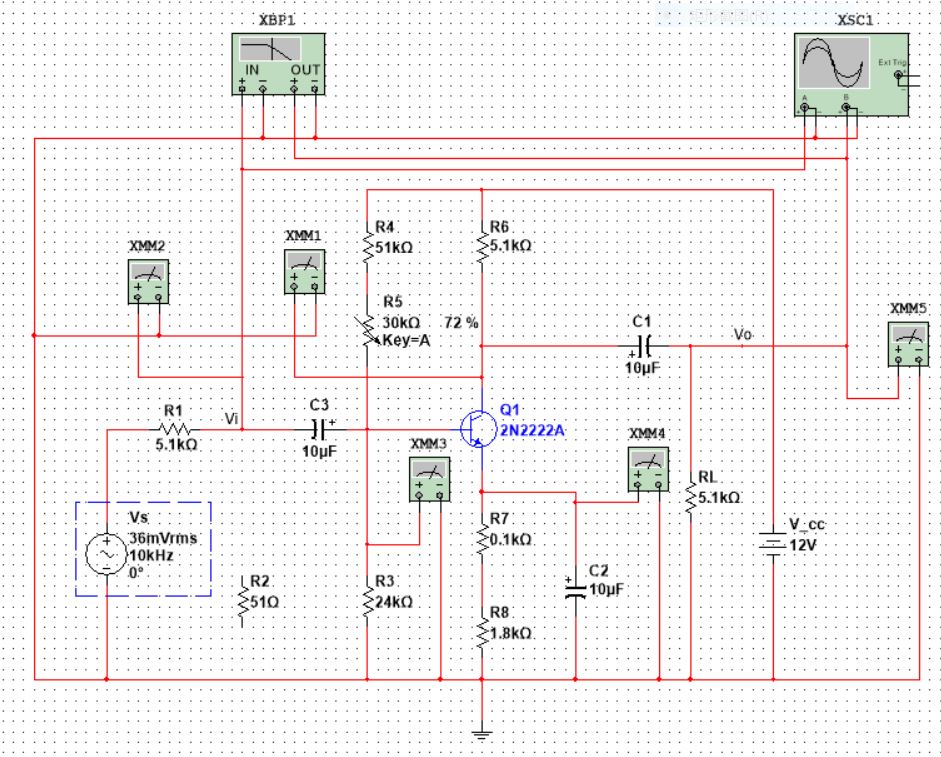 XBP1
XSC1
IN OUT
Ext Trig
A B
R4
51kΩ
R6
5.1kΩ
XMM2
XMM1
R5
30kΩ 72 %
Key=A
C1
10µF
Vo
XMM5
R1
5.1kΩ
Vi
C3
10µF
Q1
2N2222A
XMM3
XMM4
RL
5.1kΩ
Vs
36mVrms
10kHz
0°
R7
0.1kΩ
V_cc
12V
R2
51Ω
R3
24kΩ
C2
10µF
R8
1.8kΩ